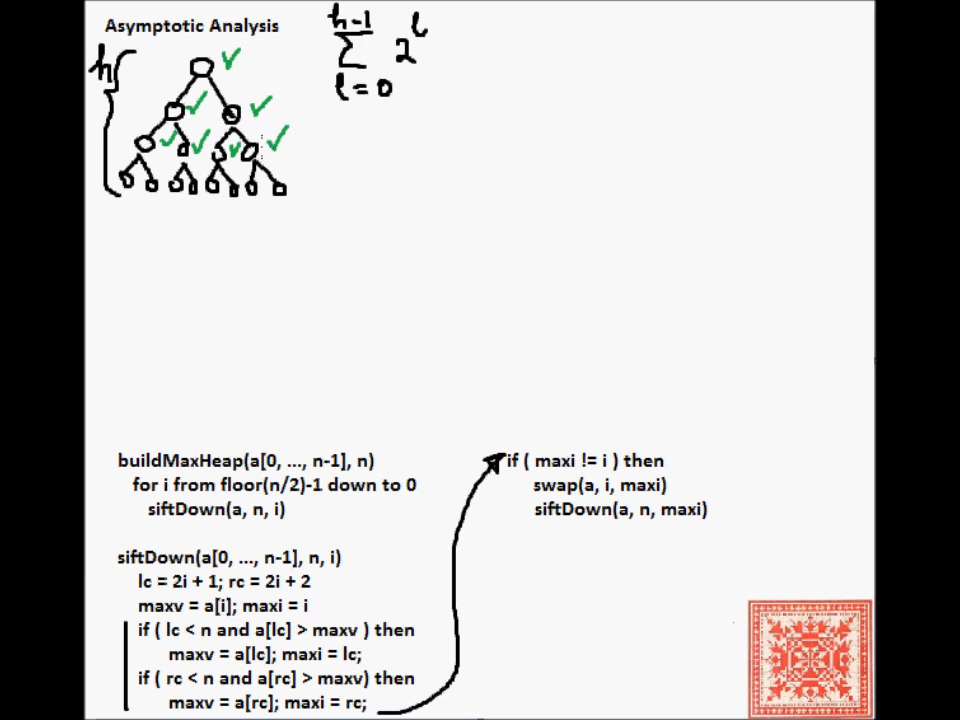 Asymptotic Analysis
h
h-1
∑ 2^l
l = 0
buildMaxHeap(a[0, ..., n-1], n)
for i from floor(n/2)-1 down to 0
siftDown(a, n, i)
siftDown(a[0, ..., n-1], n, i)
lc = 2i + 1; rc = 2i + 2
maxv = a[i]; maxi = i
if ( lc < n and a[lc] > maxv ) then
maxv = a[lc]; maxi = lc;
if ( rc < n and a[rc] > maxv) then
maxv = a[rc]; maxi = rc;
if ( maxi != i ) then
swap(a, i, maxi)
siftDown(a, n, maxi)